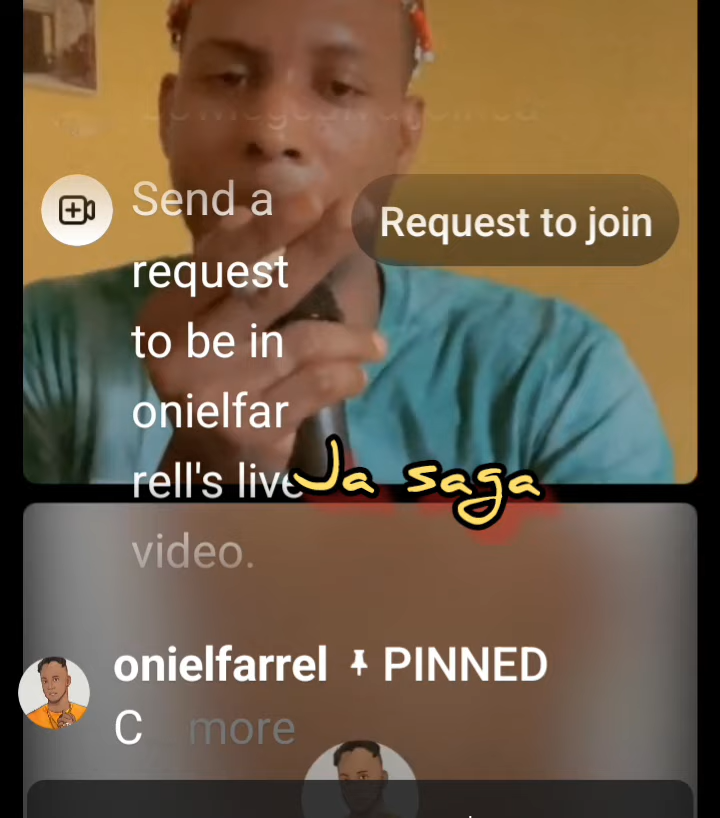 Send a
request
to be in
onielfar
rell's live
video.
Request to join
Ja saga
onielfarrel PINNED
C more